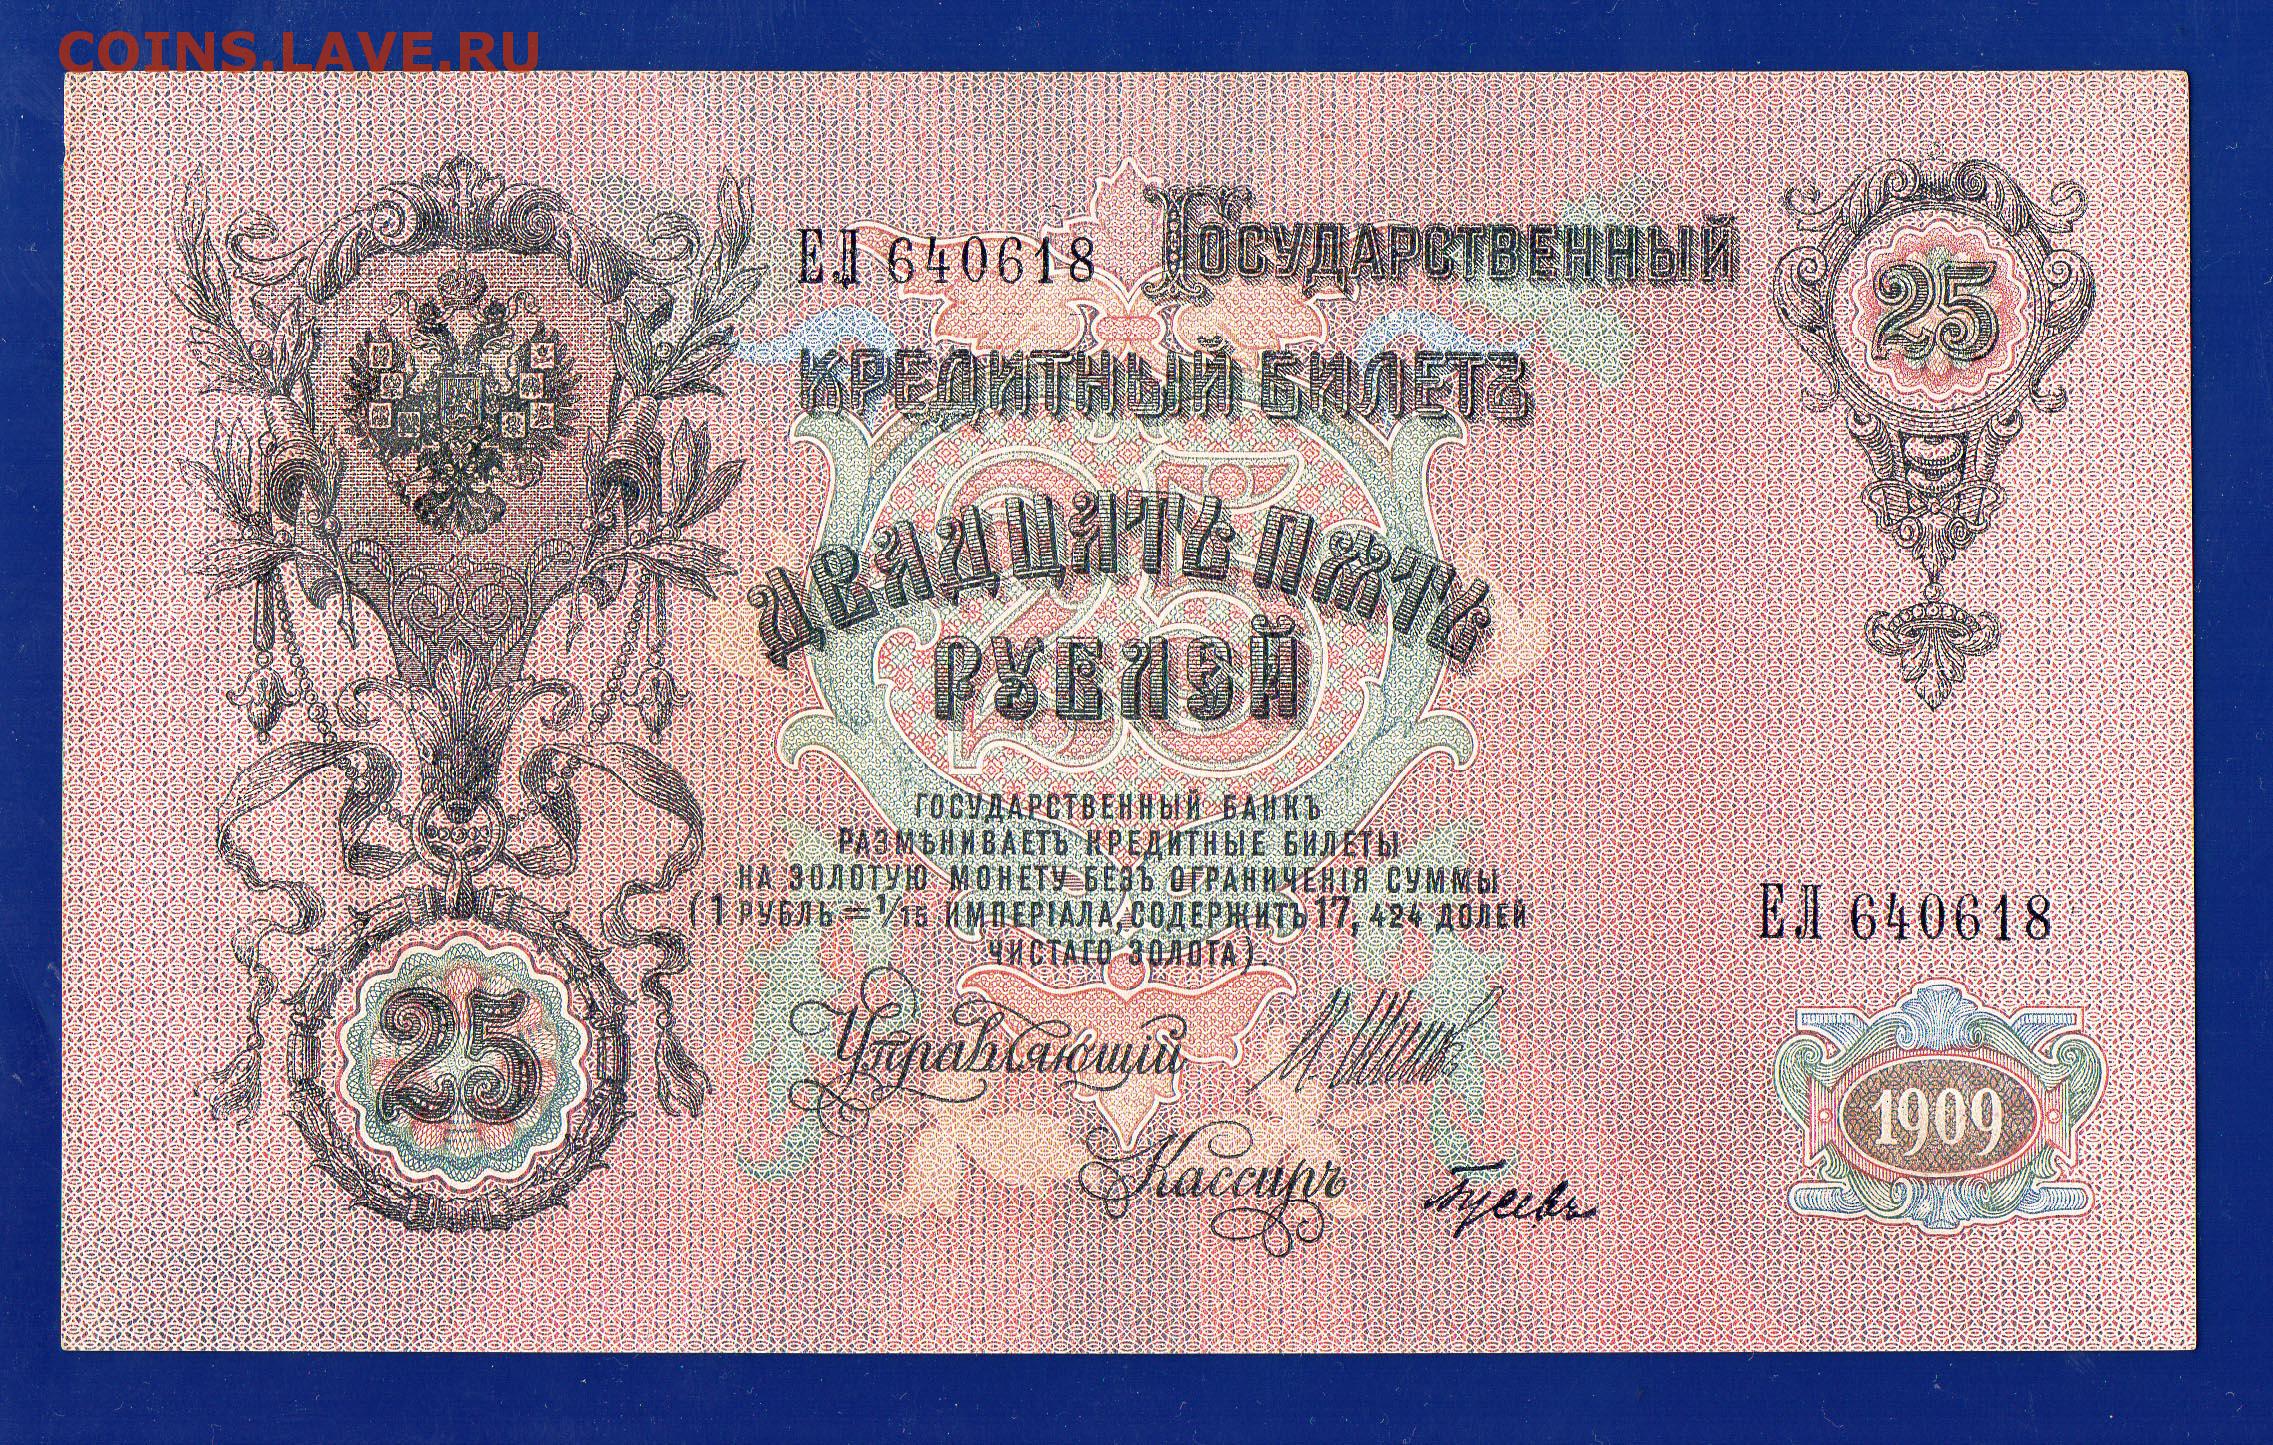 COINS.LAVE.RU
ЕЛ 640618 Государственный
25
Кредитный Билетъ
Двадцать пять
рублей
ГОСУДАРСТВЕННЫЙ БАНКЪ
РАЗМѢНИВАЕТЪ КРЕДИТНЫЕ БИЛЕТЫ
НА ЗОЛОТУЮ МОНЕТУ БЕЗЪ ОГРАНИЧЕНІЯ СУММЫ
(1 РУБЛЬ = 1/15 ИМПЕРІАЛА, СОДЕРЖИТЪ 17, 424 ДОЛЕЙ
ЧИСТАГО ЗОЛОТА).
ЕЛ 640618
25
25
Управляющій
Кассиръ
Гусевъ
1909